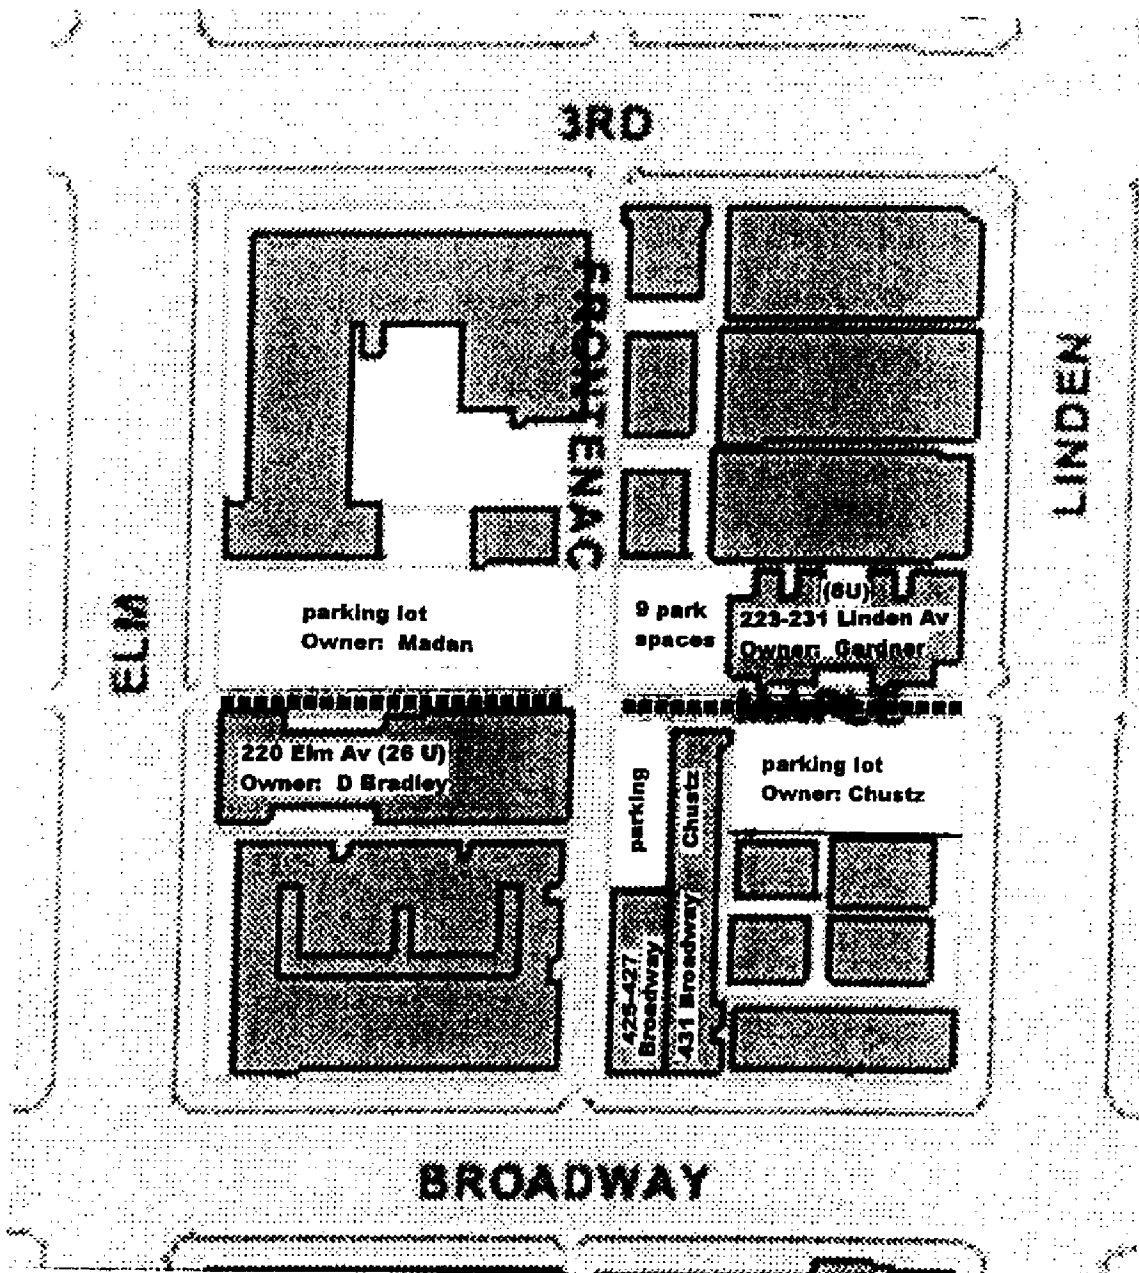 3RD
FRONTENAC
LINDEN
ELM
parking lot
Owner: Madan
9 park
spaces
(8U)
223-231 Linden Av
Owner: Gardner
220 Elm Av (26 U)
Owner: D Bradley
parking
Chustz
parking lot
Owner: Chustz
425-427
Broadway
431 Broadway
BROADWAY